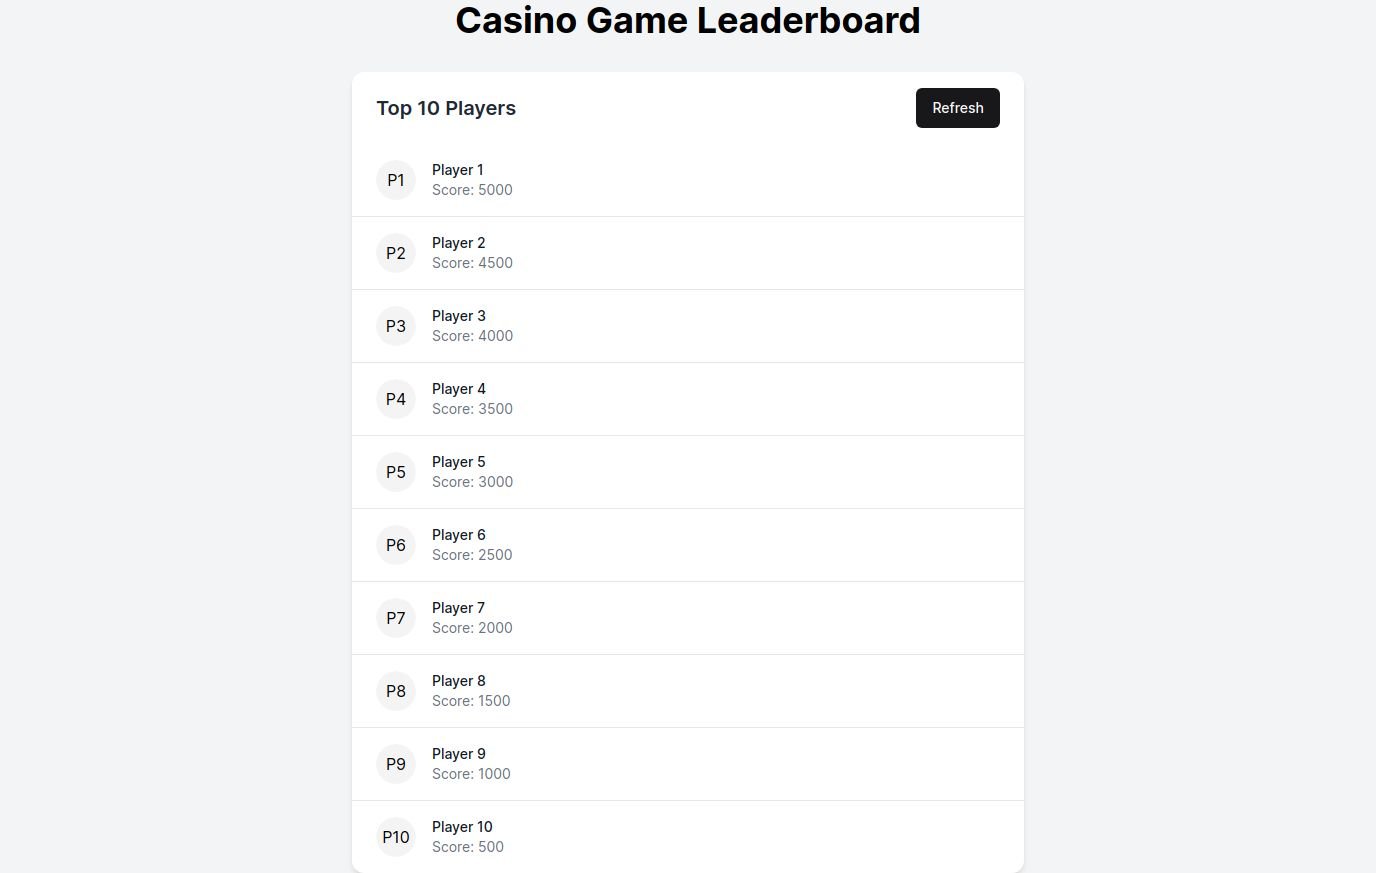 Casino Game Leaderboard
Top 10 Players
Refresh
P1
Player 1
Score: 5000
P2
Player 2
Score: 4500
P3
Player 3
Score: 4000
P4
Player 4
Score: 3500
P5
Player 5
Score: 3000
P6
Player 6
Score: 2500
P7
Player 7
Score: 2000
P8
Player 8
Score: 1500
P9
Player 9
Score: 1000
P10
Player 10
Score: 500